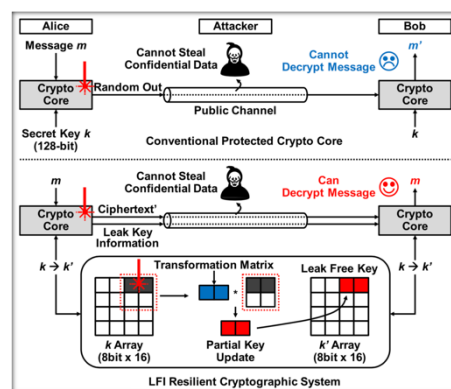 Alice
Attacker
Bob
Message m
Cannot Steal
Confidential Data
Cannot
Decrypt Message
m'
Crypto
Core
Random Out
Public Channel
Crypto
Core
Secret Key k
(128-bit)
Conventional Protected Crypto Core
k
m
Cannot Steal
Confidential Data
Can
Decrypt Message
m
Crypto
Core
Ciphertext'
Leak Key
Information
Crypto
Core
k → k'
k → k'
Transformation Matrix
Leak Free Key
*
Partial Key
Update
k Array
(8bit x 16)
k' Array
(8bit x 16)
LFI Resilient Cryptographic System